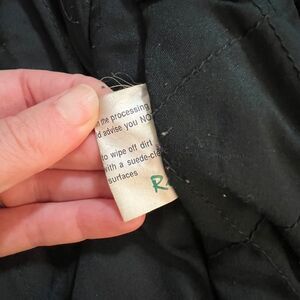 the processing
advise you NO
to wipe off dirt
with a suede-cle
surfaces
R